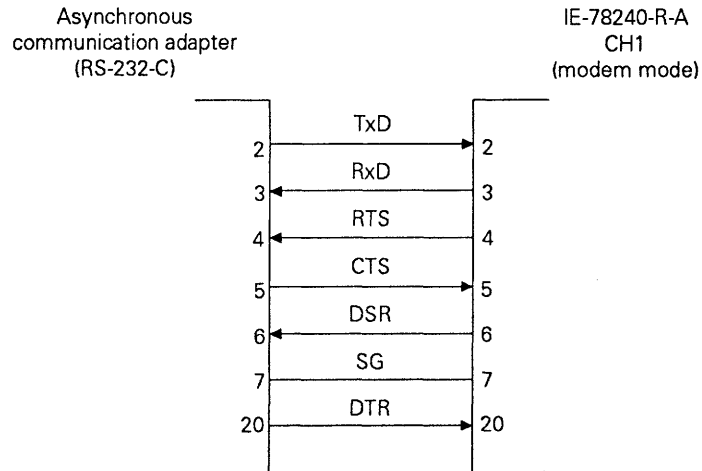 Asynchronous
communication adapter
(RS-232-C)
IE-78240-R-A
CH1
(modem mode)
2 TxD 2
3 RxD 3
4 RTS 4
5 CTS 5
6 DSR 6
7 SG 7
20 DTR 20